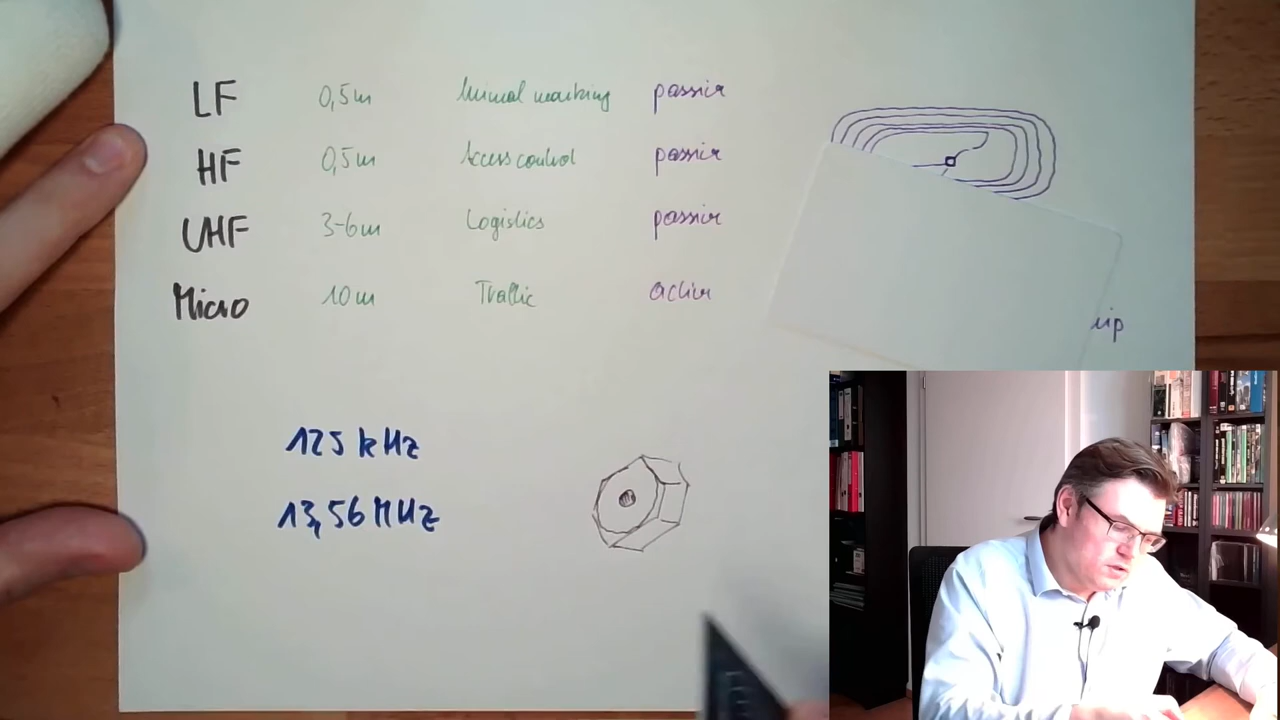 LF 0,5m Animal marking passiv
HF 0,5m Access control passiv
UHF 3-6m Logistics passiv
Micro 10m Traffic activ
125 kHz
13,56 MHz